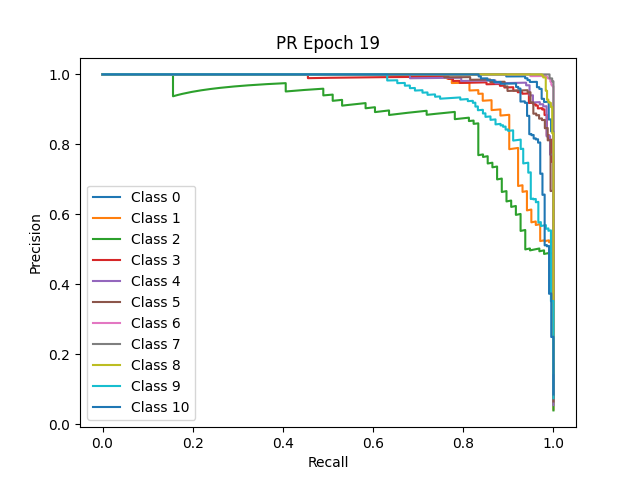 PR Epoch 19
Precision
1.0
0.8
0.6
0.4
0.2
0.0
Class 0
Class 1
Class 2
Class 3
Class 4
Class 5
Class 6
Class 7
Class 8
Class 9
Class 10
0.0 0.2 0.4 0.6 0.8 1.0
Recall